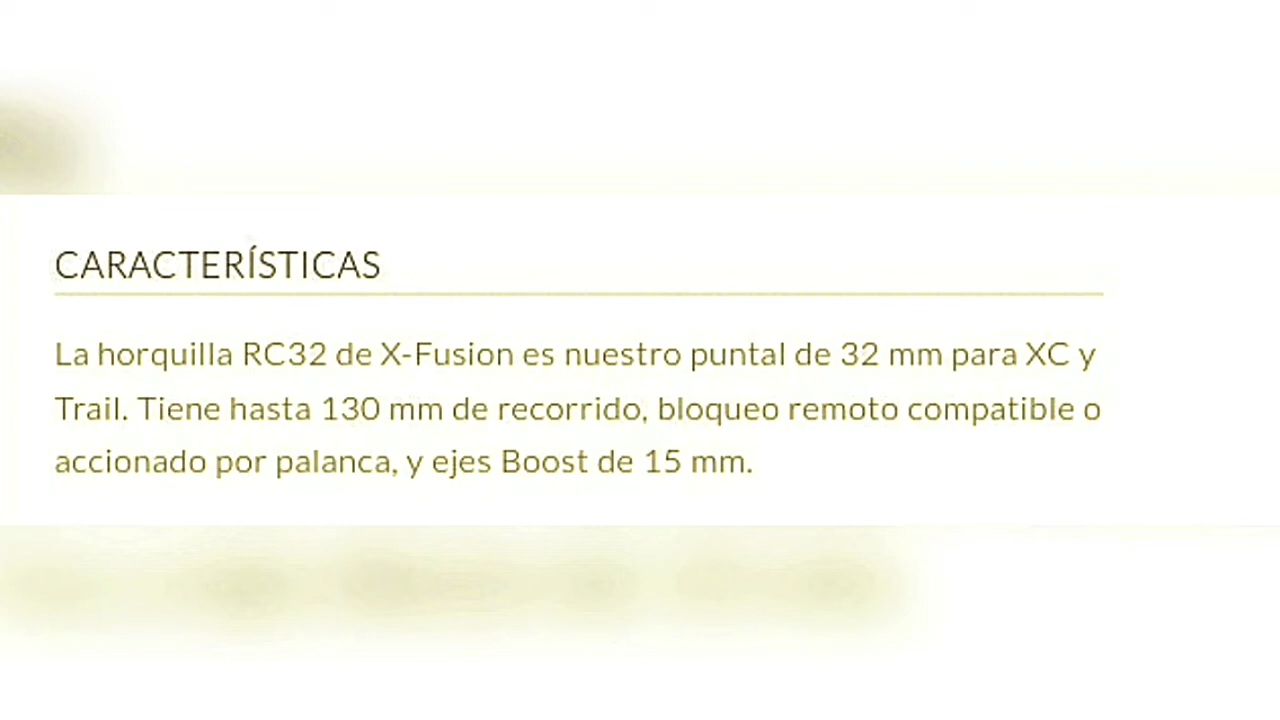 CARACTERÍSTICAS
La horquilla RC32 de X-Fusion es nuestro puntal de 32 mm para XC y
Trail. Tiene hasta 130 mm de recorrido, bloqueo remoto compatible o
accionado por palanca, y ejes Boost de 15 mm.